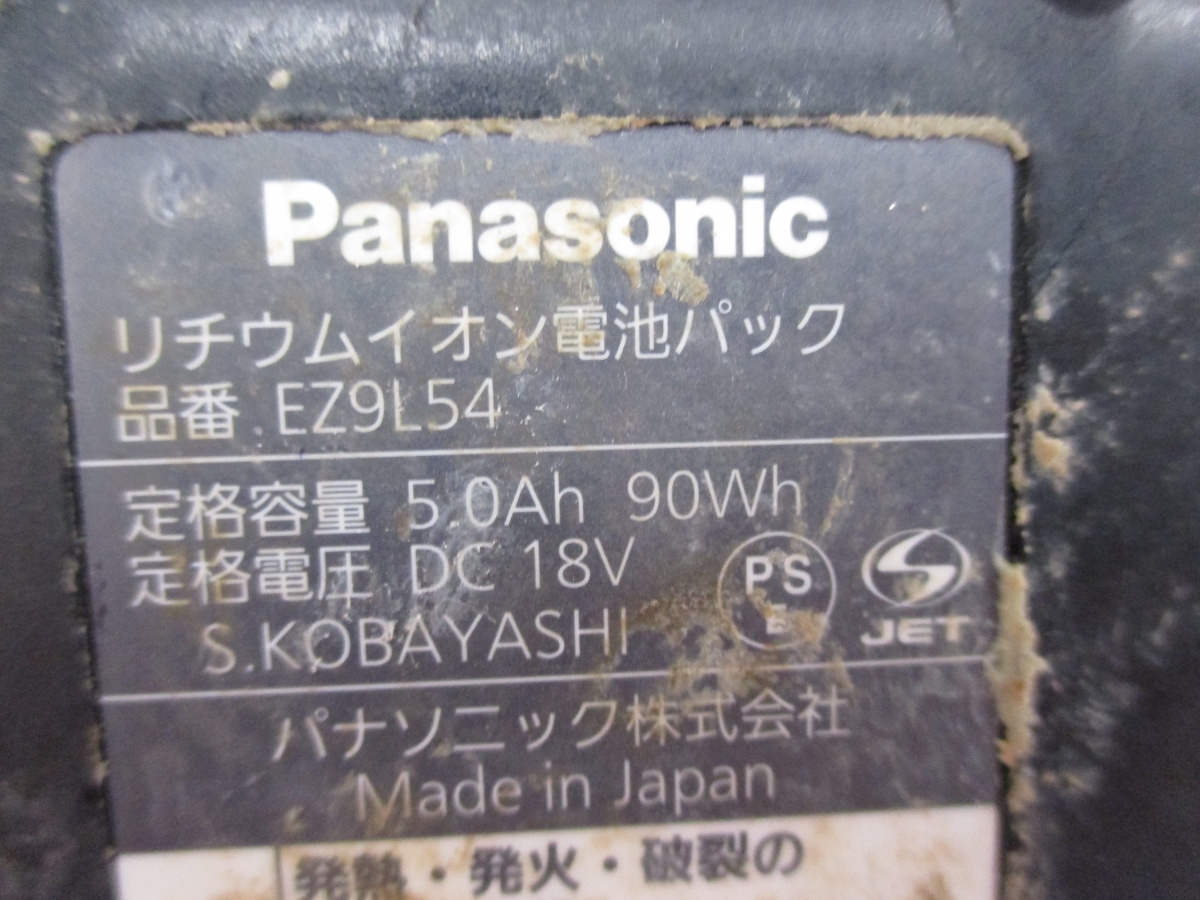 Panasonic
リチウムイオン電池パック
品番 EZ9L54
定格容量 5.0Ah 90Wh
定格電圧 DC 18V
PS
E
JET
S.KOBAYASHI
パナソニック株式会社
Made in Japan
発熱・発火・破裂の